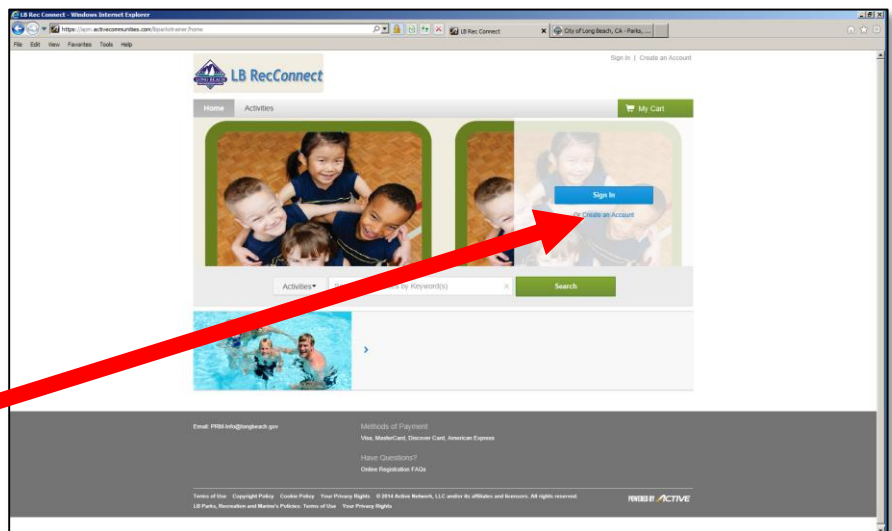 LB Rec Connect - Windows Internet Explorer
LB Rec Connect
City of Long Beach, CA - Parks, ...
File Edit View Favorites Tools Help
Sign In | Create an Account
LONG BEACH
LB RecConnect
Home Activities My Cart
Sign In
Or Create an Account
Activities by Keyword(s) × Search
Email: PRM-Info@longbeach.gov
Methods of Payment
Visa, MasterCard, Discover Card, American Express
Have Questions?
Online Registration FAQs
Terms of Use Copyright Policy Cookie Policy Your Privacy Rights © 2014 Active Network, LLC and/or its affiliates and licensors. All rights reserved.
LB Parks, Recreation and Marine's Policies: Terms of Use Your Privacy Rights
POWERED BY ACTIVE